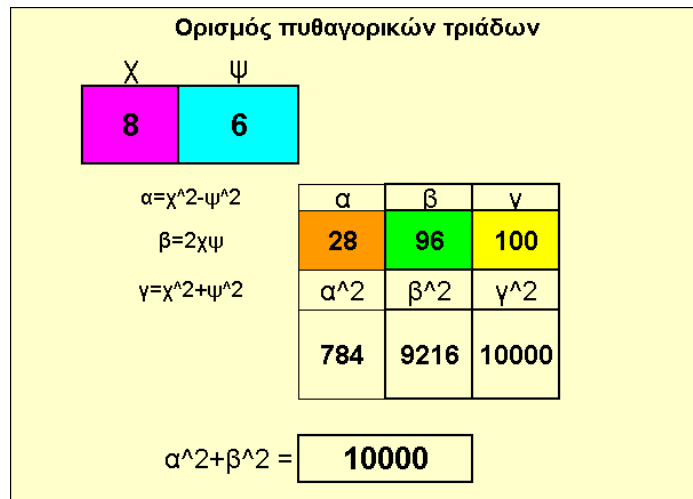 Ορισμός πυθαγορικών τριάδων
χ ψ
8 6
α=χ^2-ψ^2 α β γ
β=2χψ 28 96 100
γ=χ^2+ψ^2 α^2 β^2 γ^2
784 9216 10000
α^2+β^2 = 10000